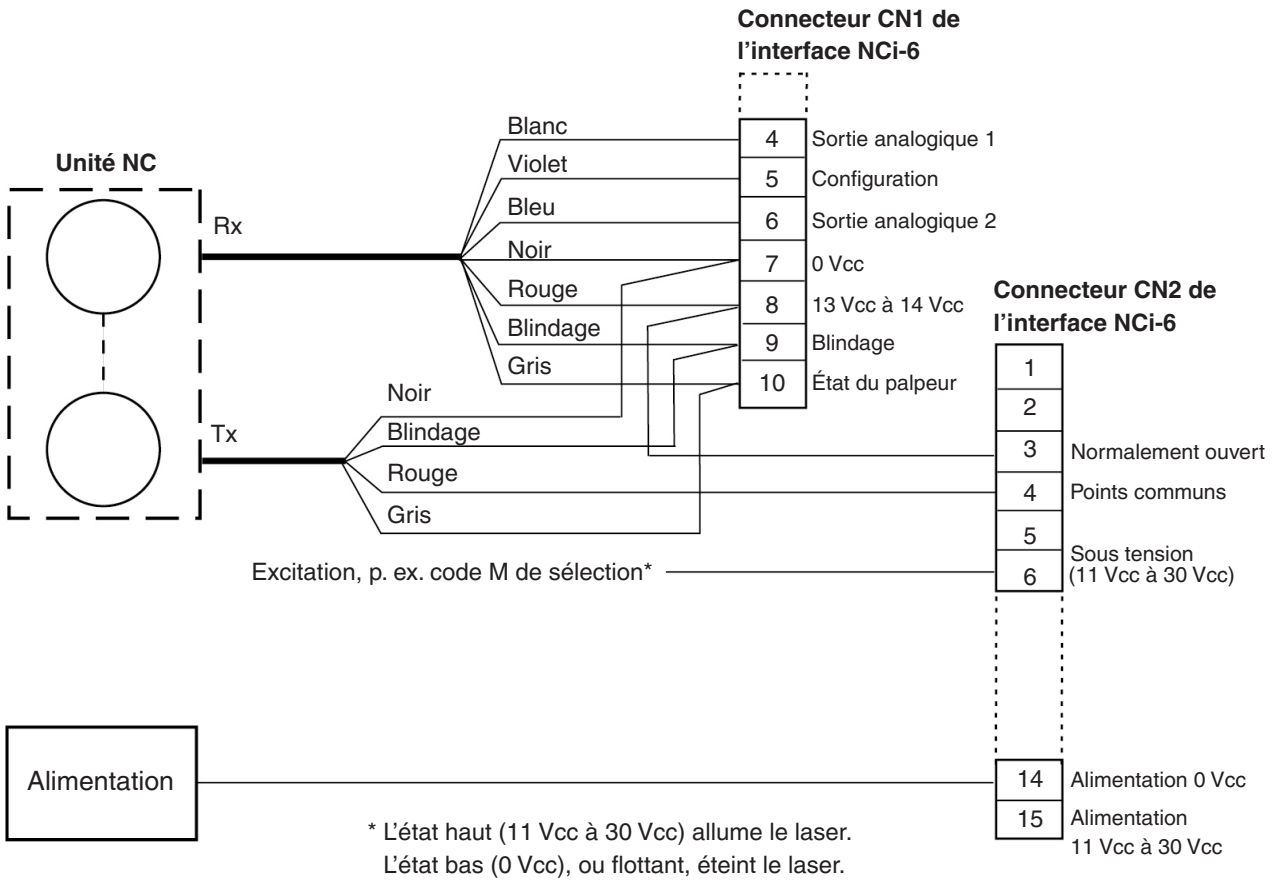 Connecteur CN1 de
l’interface NCi-6
Blanc
4
Sortie analogique 1
Unité NC
Violet
5
Configuration
Bleu
6
Sortie analogique 2
Rx
Noir
7
0 Vcc
Rouge
8
13 Vcc à 14 Vcc
Connecteur CN2 de
l’interface NCi-6
Blindage
9
Blindage
Gris
10
État du palpeur
1
2
Noir
Tx
Blindage
3
Normalement ouvert
Rouge
4
Points communs
Gris
5
Excitation, p. ex. code M de sélection*
6
Sous tension
(11 Vcc à 30 Vcc)
Alimentation
14
Alimentation 0 Vcc
15
Alimentation
11 Vcc à 30 Vcc
* L’état haut (11 Vcc à 30 Vcc) allume le laser.
L’état bas (0 Vcc), ou flottant, éteint le laser.